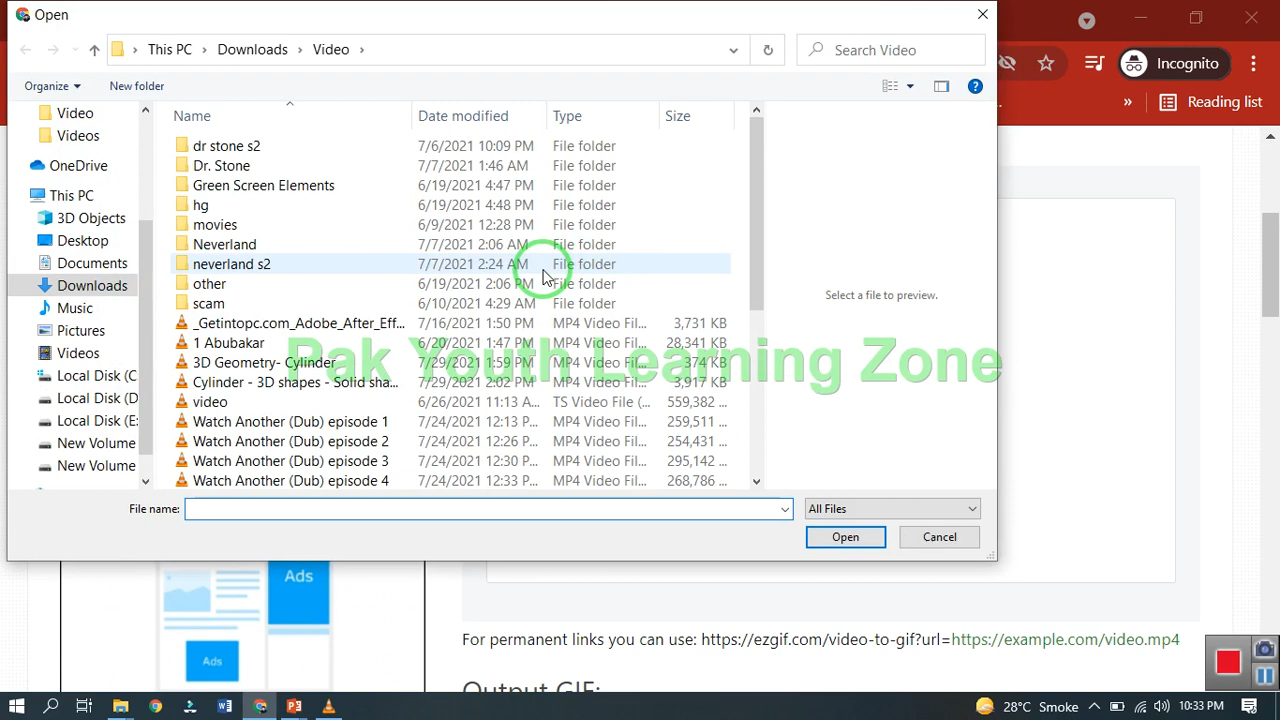 Open
This PC > Downloads > Video >
Search Video
Incognito
Organize
New folder
Reading list
Video
Videos
OneDrive
This PC
3D Objects
Desktop
Documents
Downloads
Music
Pictures
Videos
Local Disk (C
Local Disk (D
Local Disk (E:
New Volume
New Volume
Name Date modified Type Size
dr stone s2 7/6/2021 10:09 PM File folder
Dr. Stone 7/7/2021 1:46 AM File folder
Green Screen Elements 6/19/2021 4:47 PM File folder
hg 6/19/2021 4:48 PM File folder
movies 6/9/2021 12:28 PM File folder
Neverland 7/7/2021 2:06 AM File folder
neverland s2 7/7/2021 2:24 AM File folder
other 6/19/2021 2:06 PM File folder
scam 6/10/2021 4:29 AM File folder
_Getintopc.com_Adobe_After_Eff... 7/16/2021 1:50 PM MP4 Video Fil... 3,731 KB
1 Abubakar 6/20/2021 1:47 PM MP4 Video Fil... 28,341 KB
3D Geometry- Cylinder 7/29/2021 1:59 PM MP4 Video Fil... 374 KB
Cylinder - 3D shapes - Solid sha... 7/29/2021 2:02 PM MP4 Video Fil... 3,917 KB
video 6/26/2021 11:13 A... TS Video File (... 559,382 ...
Watch Another (Dub) episode 1 7/24/2021 12:13 P... MP4 Video Fil... 259,511 ...
Watch Another (Dub) episode 2 7/24/2021 12:26 P... MP4 Video Fil... 254,431 ...
Watch Another (Dub) episode 3 7/24/2021 12:30 P... MP4 Video Fil... 295,142 ...
Watch Another (Dub) episode 4 7/24/2021 12:33 P... MP4 Video Fil... 268,786 ...
Select a file to preview.
Pak Youth Learning Zone
File name:
All Files
Open
Cancel
Ads
Ads
For permanent links you can use: https://ezgif.com/video-to-gif?url=https://example.com/video.mp4
Output GIF:
28°C Smoke
10:33 PM